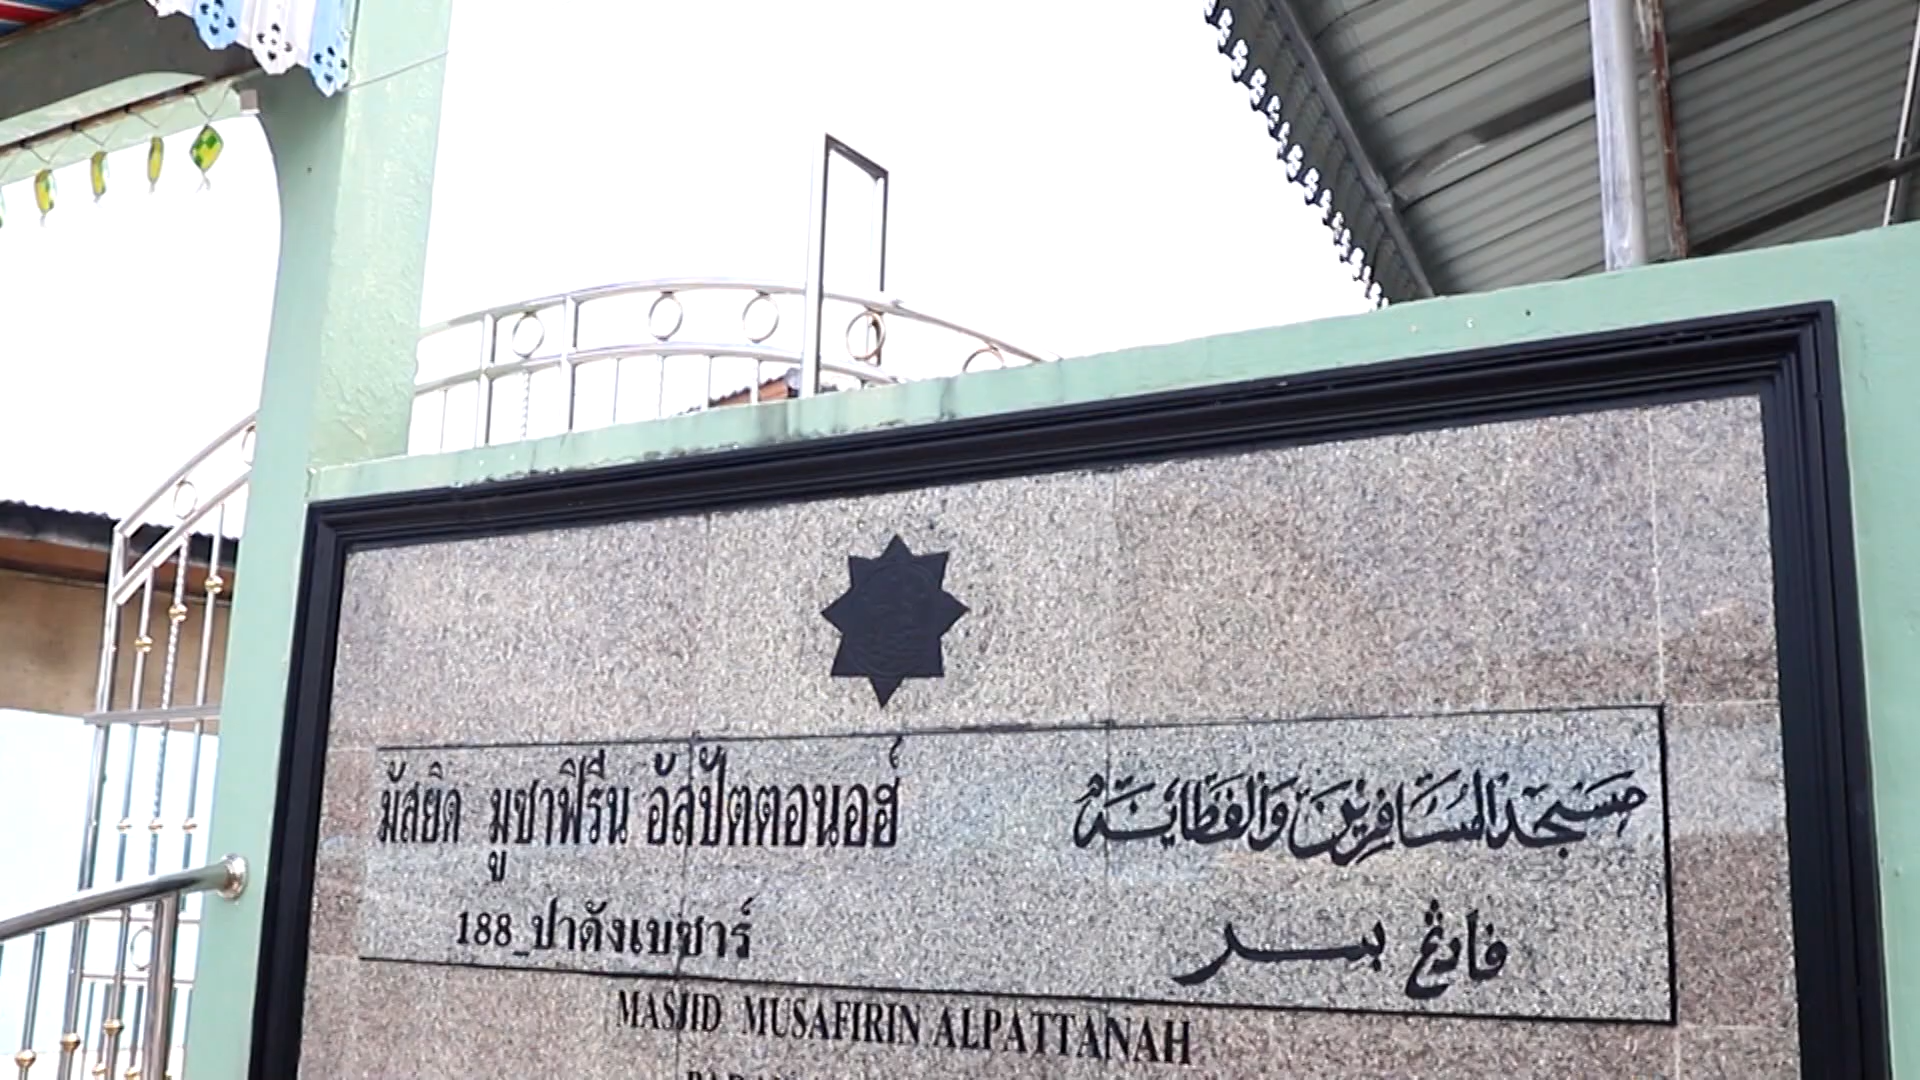 มัสยิด มูซาฟิรีน อัลปัตตอนอฮ์
مسجد المسافرين والفطانية
188_ปาดังเบซาร์
فادڠ بسر
MASJID MUSAFIRIN ALPATTANAH